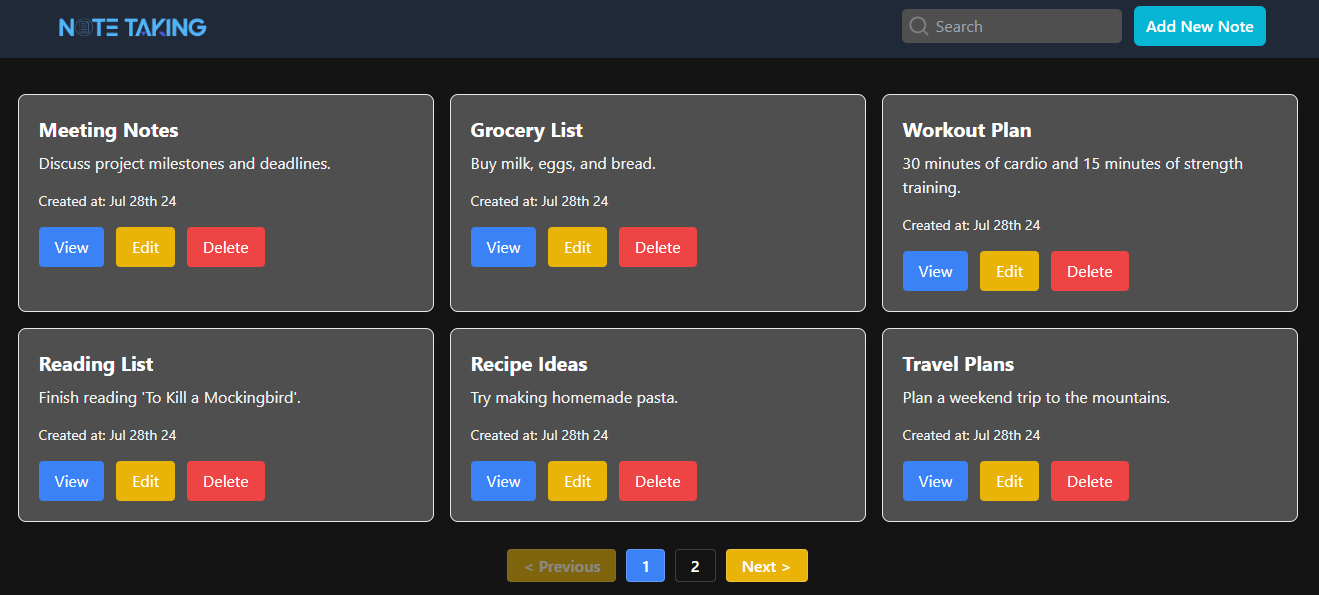 NOTE TAKING
Search
Add New Note
Meeting Notes
Discuss project milestones and deadlines.
Created at: Jul 28th 24
View Edit Delete
Grocery List
Buy milk, eggs, and bread.
Created at: Jul 28th 24
View Edit Delete
Workout Plan
30 minutes of cardio and 15 minutes of strength
training.
Created at: Jul 28th 24
View Edit Delete
Reading List
Finish reading 'To Kill a Mockingbird'.
Created at: Jul 28th 24
View Edit Delete
Recipe Ideas
Try making homemade pasta.
Created at: Jul 28th 24
View Edit Delete
Travel Plans
Plan a weekend trip to the mountains.
Created at: Jul 28th 24
View Edit Delete
< Previous 1 2 Next >